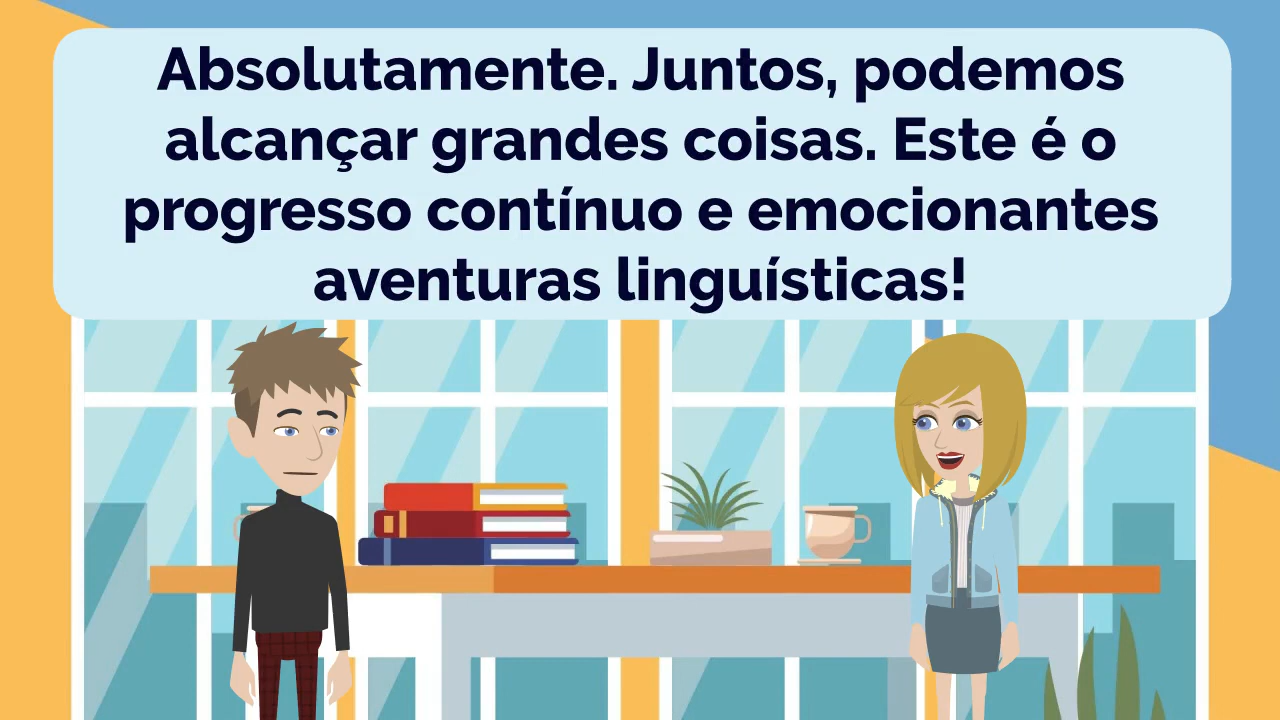 Absolutamente. Juntos, podemos
alcançar grandes coisas. Este é o
progresso contínuo e emocionantes
aventuras linguísticas!